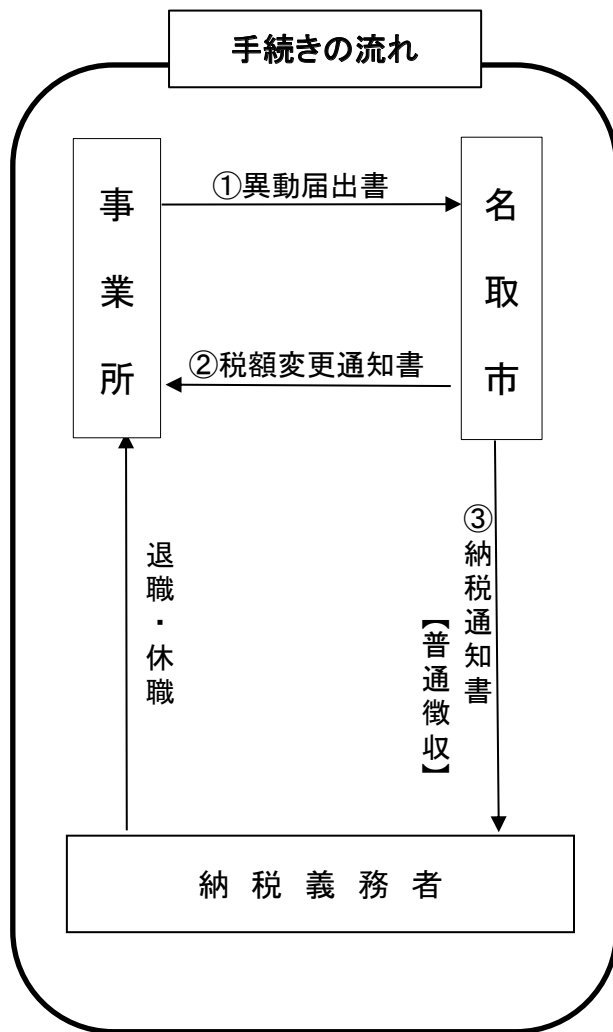 手続きの流れ
事業所
①異動届出書
名取市
②税額変更通知書
退職・休職
③納税通知書
【普通徴収】
納税義務者